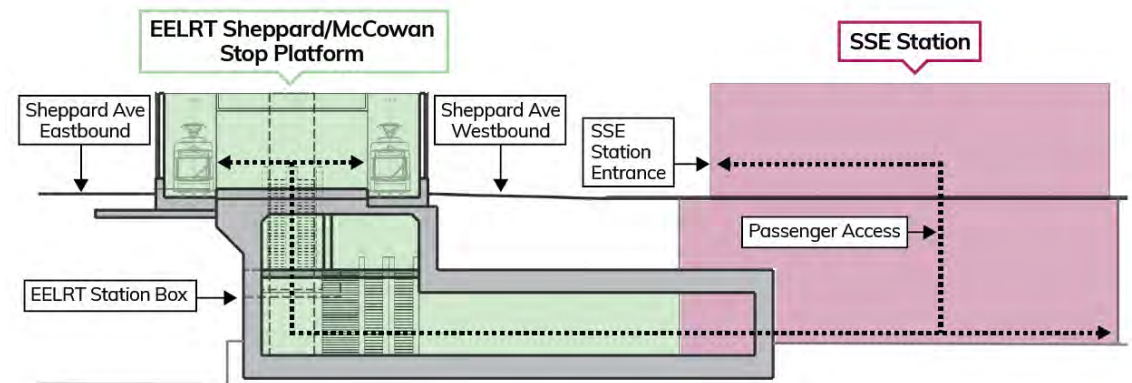 EELRT Sheppard/McCowan
Stop Platform
SSE Station
Sheppard Ave
Eastbound
Sheppard Ave
Westbound
SSE
Station
Entrance
Passenger Access
EELRT Station Box